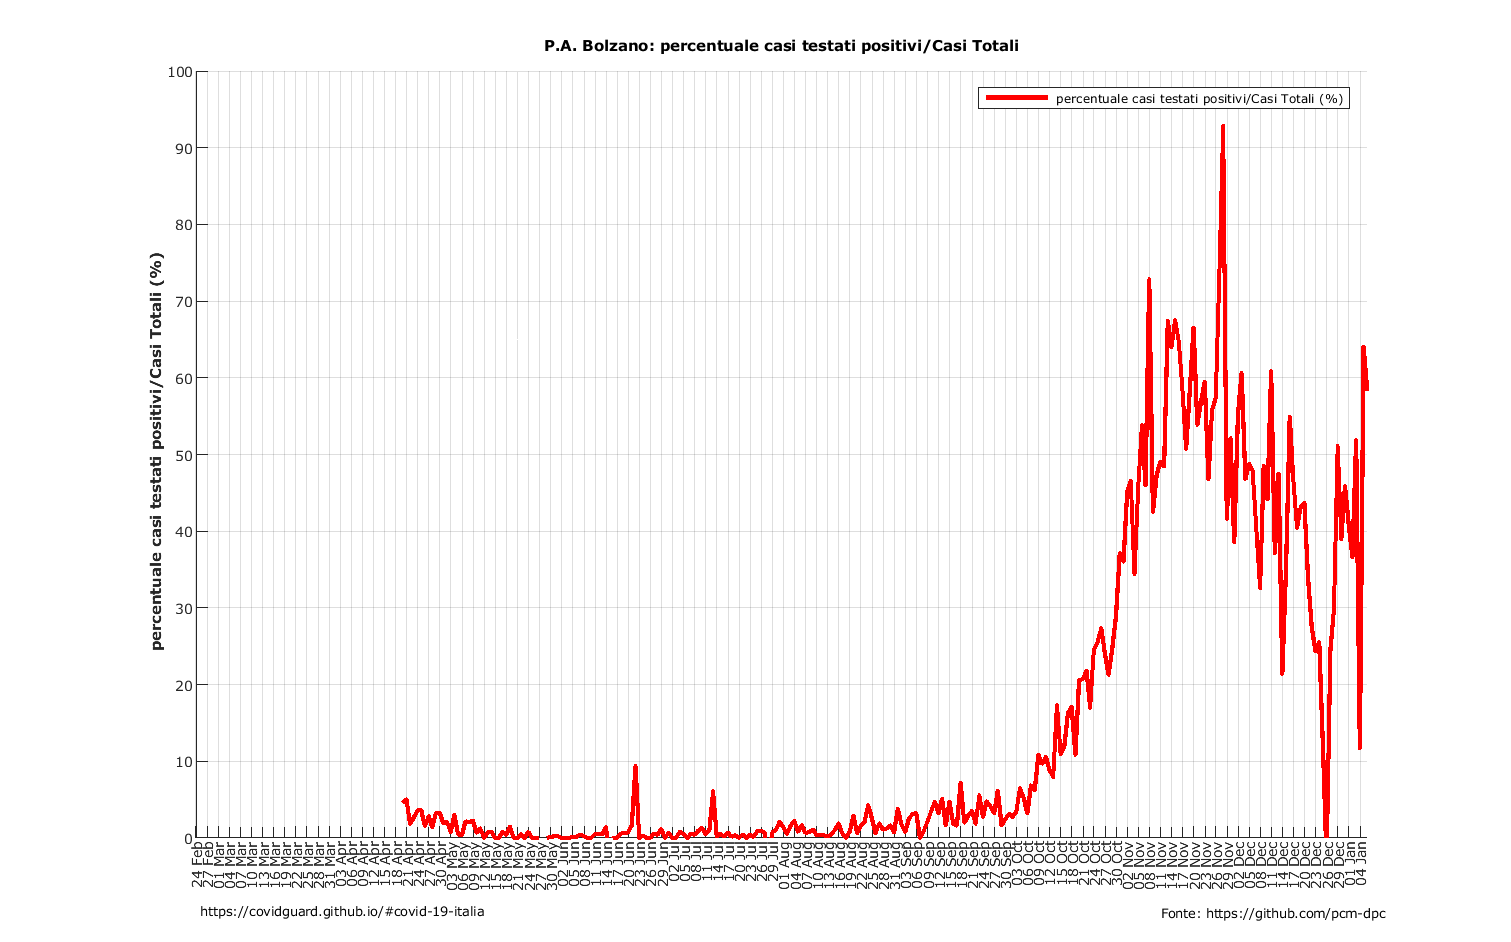 P.A. Bolzano: percentuale casi testati positivi/Casi Totali
percentuale casi testati positivi/Casi Totali (%)
percentuale casi testati positivi/Casi Totali (%)
100
90
80
70
60
50
40
30
20
10
0
24 Feb
27 Feb
01 Mar
04 Mar
07 Mar
10 Mar
13 Mar
16 Mar
19 Mar
22 Mar
25 Mar
28 Mar
31 Mar
03 Apr
06 Apr
09 Apr
12 Apr
15 Apr
18 Apr
21 Apr
24 Apr
27 Apr
30 Apr
03 May
06 May
09 May
12 May
15 May
18 May
21 May
24 May
27 May
30 May
02 Jun
05 Jun
08 Jun
11 Jun
14 Jun
17 Jun
20 Jun
23 Jun
26 Jun
29 Jun
02 Jul
05 Jul
08 Jul
11 Jul
14 Jul
17 Jul
20 Jul
23 Jul
26 Jul
29 Jul
01 Aug
04 Aug
07 Aug
10 Aug
13 Aug
16 Aug
19 Aug
22 Aug
25 Aug
28 Aug
31 Aug
03 Sep
06 Sep
09 Sep
12 Sep
15 Sep
18 Sep
21 Sep
24 Sep
27 Sep
30 Sep
03 Oct
06 Oct
09 Oct
12 Oct
15 Oct
18 Oct
21 Oct
24 Oct
27 Oct
30 Oct
02 Nov
05 Nov
08 Nov
11 Nov
14 Nov
17 Nov
20 Nov
23 Nov
26 Nov
29 Nov
02 Dec
05 Dec
08 Dec
11 Dec
14 Dec
17 Dec
20 Dec
23 Dec
26 Dec
29 Dec
01 Jan
04 Jan
https://covidguard.github.io/#covid-19-italia
Fonte: https://github.com/pcm-dpc